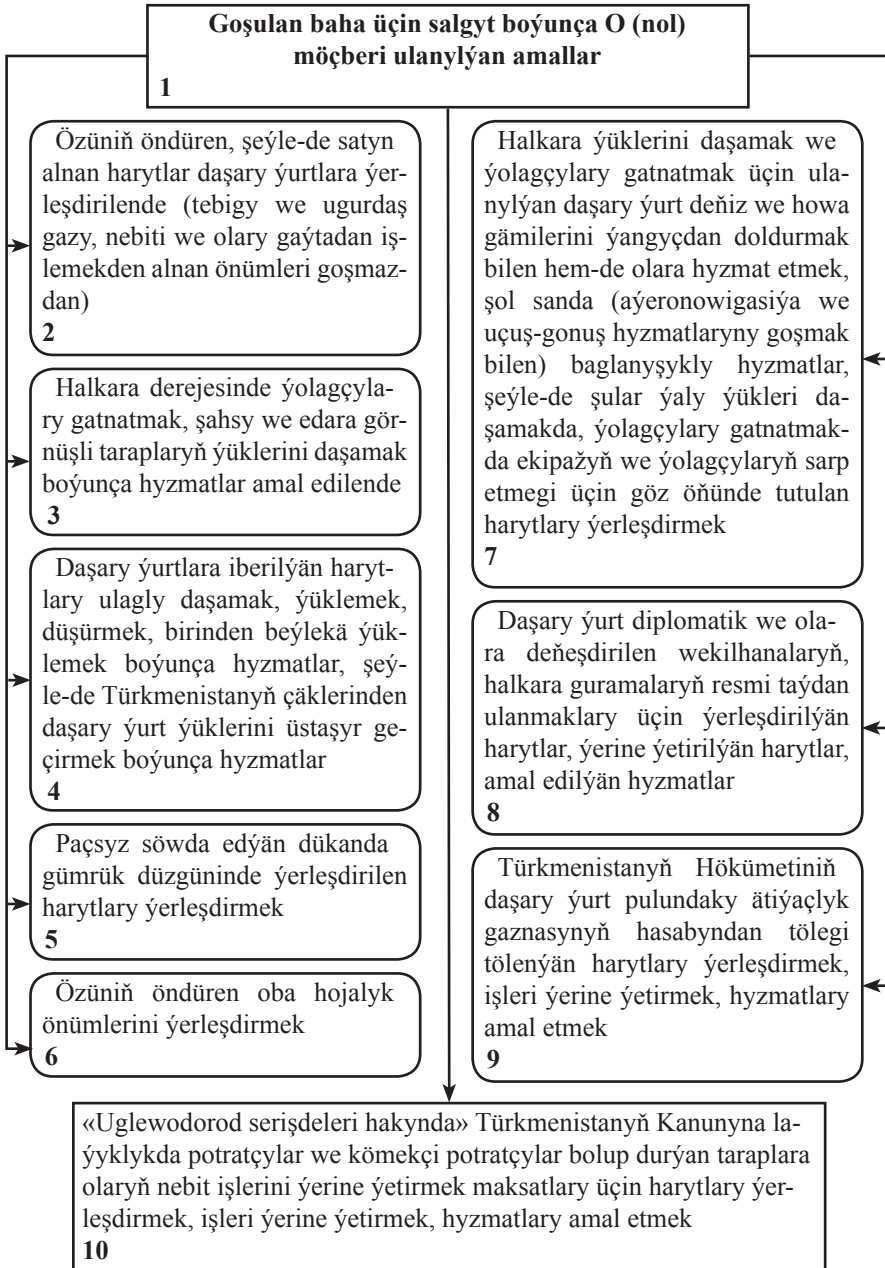 Goşulan baha üçin salgyt boýunça O (nol)
möçberi ulanylýan amallar
1
Özüniň öndüren, şeýle-de satyn
alnan harytlar daşary ýurtlara ýer-
leşdirilende (tebigy we ugurdaş
gazy, nebiti we olary gaýtadan iş-
lemekden alnan önümleri goşmaz-
dan)
2
Halkara derejesinde ýolagçyla-
ry gatnatmak, şahsy we edara gör-
nüşli taraplaryň ýüklerini daşamak
boýunça hyzmatlar amal edilende
3
Daşary ýurtlara iberilýän haryt-
lary ulagly daşamak, ýüklemek,
düşürmek, birinden beýlekä ýük-
lemek boýunça hyzmatlar, şeý-
le-de Türkmenistanyň çäklerinden
daşary ýurt ýüklerini üstaşyr ge-
çirmek boýunça hyzmatlar
4
Paçsyz söwda edýän dükanda
gümrük düzgüninde ýerleşdirilen
harytlary ýerleşdirmek
5
Özüniň öndüren oba hojalyk
önümlerini ýerleşdirmek
6
Halkara ýüklerini daşamak we
ýolagçylary gatnatmak üçin ula-
nylýan daşary ýurt deňiz we howa
gämilerini ýangyçdan doldurmak
bilen hem-de olara hyzmat etmek,
şol sanda (aýeronowigasiýa we
uçuş-gonuş hyzmatlaryny goşmak
bilen) baglanyşykly hyzmatlar,
şeýle-de şular ýaly ýükleri da-
şamakda, ýolagçylary gatnatmak-
da ekipažyň we ýolagçylaryň sarp
etmegi üçin göz öňünde tutulan
harytlary ýerleşdirmek
7
Daşary ýurt diplomatik we ola-
ra deňeşdirilen wekilhanalaryň,
halkara guramalaryň resmi taýdan
ulanmaklary üçin ýerleşdirilýän
harytlar, ýerine ýetirilýän harytlar,
amal edilýän hyzmatlar
8
Türkmenistanyň Hökümetiniň
daşary ýurt pulundaky ätiýaçlyk
gaznasynyň hasabyndan tölegi
tölenýän harytlary ýerleşdirmek,
işleri ýerine ýetirmek, hyzmatlary
amal etmek
9
«Uglewodorod serişdeleri hakynda» Türkmenistanyň Kanunyna la-
ýyklykda potratçylar we kömekçi potratçylar bolup durýan taraplara
olaryň nebit işlerini ýerine ýetirmek maksatlary üçin harytlary ýer-
leşdirmek, işleri ýerine ýetirmek, hyzmatlary amal etmek
10